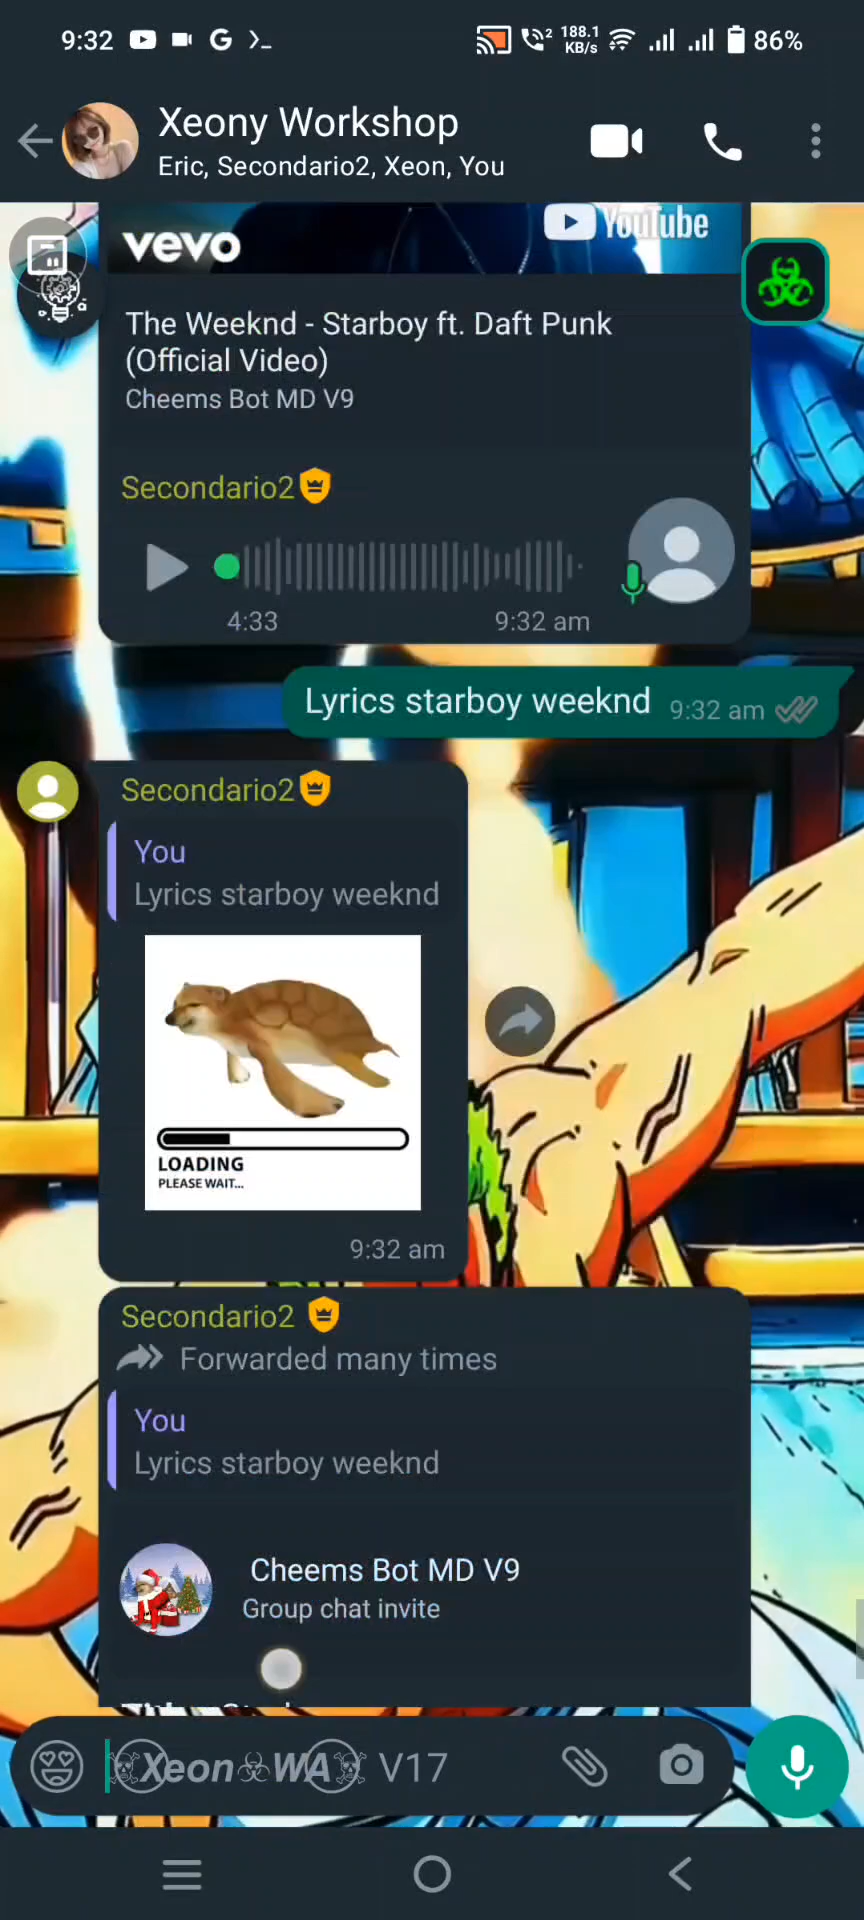 9:32
188.1
KB/s
86%
Xeony Workshop
Eric, Secondario2, Xeon, You
vevo
YouTube
The Weeknd - Starboy ft. Daft Punk
(Official Video)
Cheems Bot MD V9
Secondario2
4:33
9:32 am
Lyrics starboy weeknd
9:32 am
Secondario2
You
Lyrics starboy weeknd
LOADING
PLEASE WAIT...
9:32 am
Secondario2
Forwarded many times
You
Lyrics starboy weeknd
Cheems Bot MD V9
Group chat invite
Xeon☣WA V17